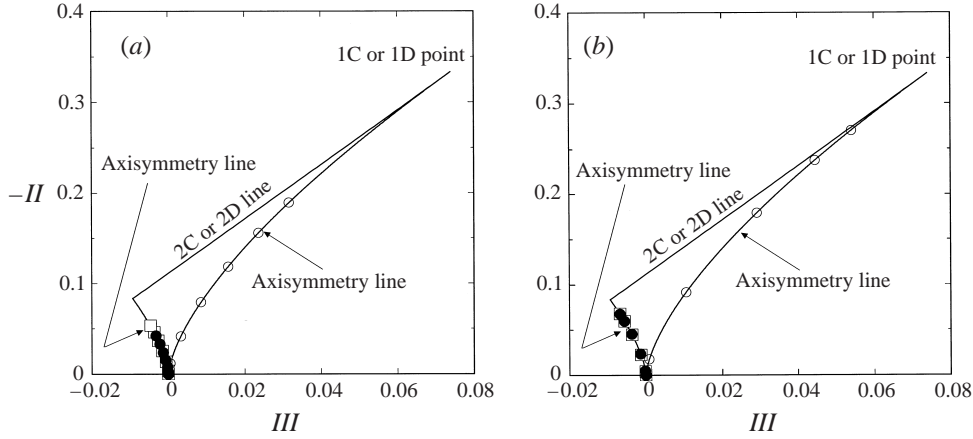 (a)
(b)
0.4
0.3
0.2
0.1
0
–II
1C or 1D point
Axisymmetry line
2C or 2D line
Axisymmetry line
–0.02
0
0.02
0.04
0.06
0.08
III
0.4
0.3
0.2
0.1
0
1C or 1D point
Axisymmetry line
2C or 2D line
Axisymmetry line
–0.02
0
0.02
0.04
0.06
0.08
III